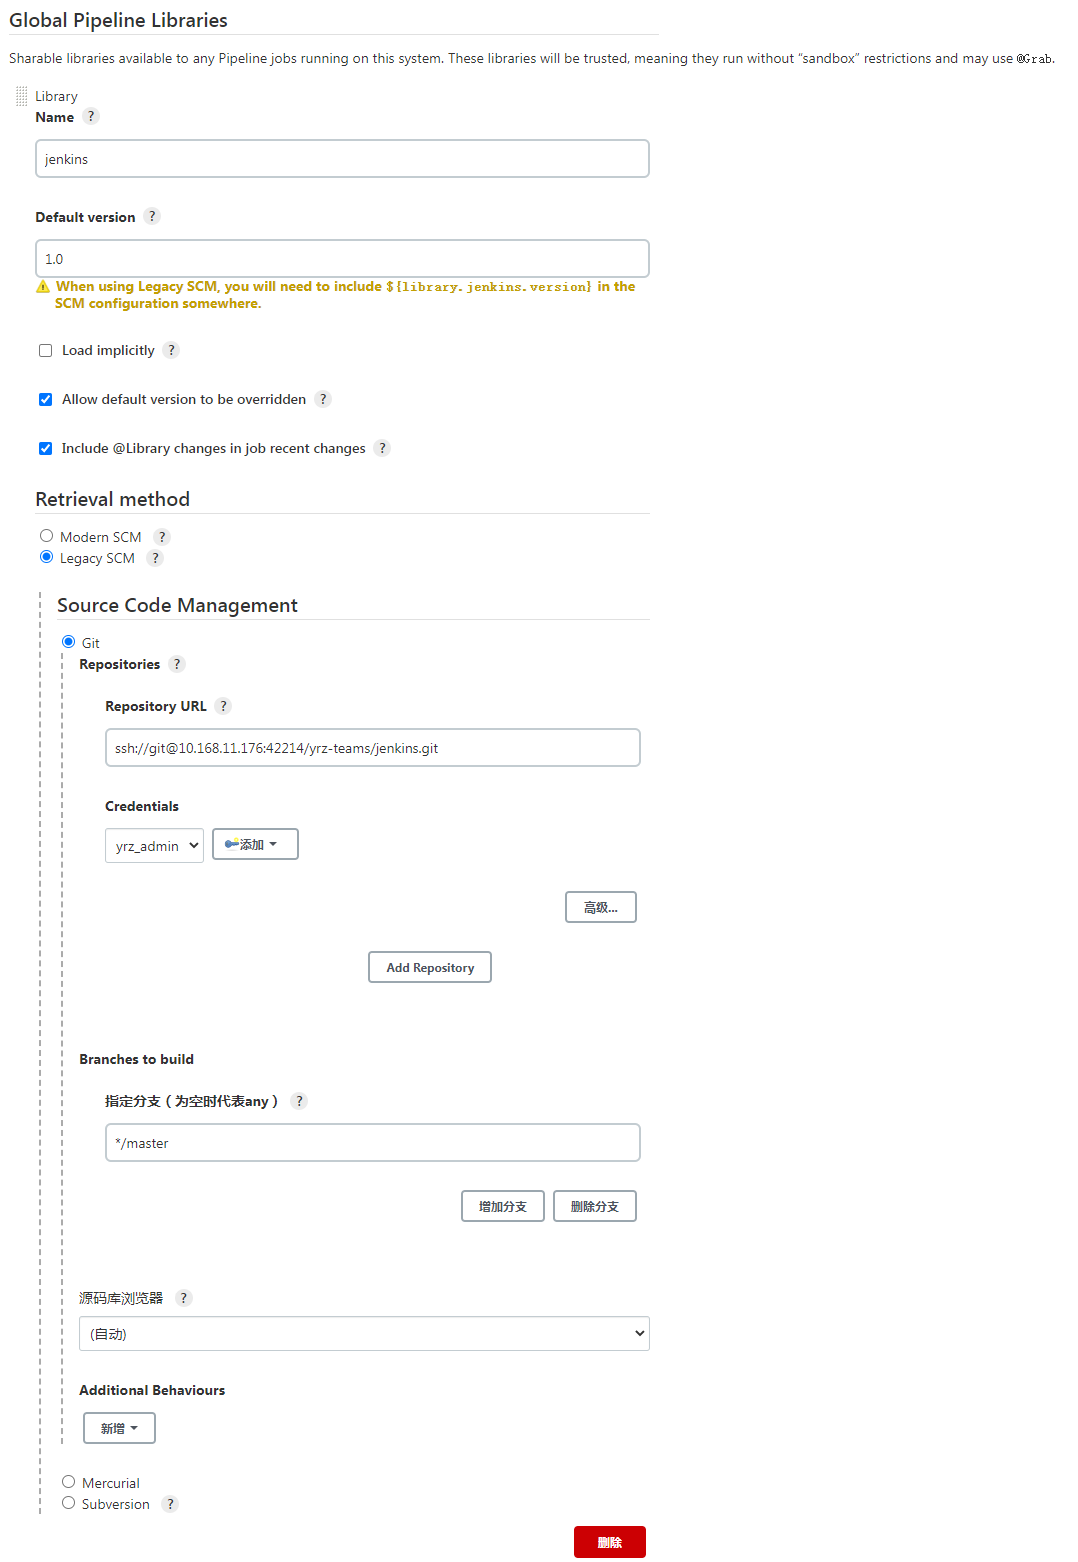 Global Pipeline Libraries
Sharable libraries available to any Pipeline jobs running on this system. These libraries will be trusted, meaning they run without “sandbox” restrictions and may use @Grab.
Library
Name ?
jenkins
Default version ?
1.0
When using Legacy SCM, you will need to include ${library.jenkins.version} in the
SCM configuration somewhere.
Load implicitly ?
Allow default version to be overridden ?
Include @Library changes in job recent changes ?
Retrieval method
Modern SCM ?
Legacy SCM ?
Source Code Management
Git
Repositories ?
Repository URL ?
ssh://git@10.168.11.176:42214/yrz-teams/jenkins.git
Credentials
yrz_admin 添加
高级...
Add Repository
Branches to build
指定分支（为空时代表any） ?
*/master
增加分支 删除分支
源码库浏览器 ?
(自动)
Additional Behaviours
新增
Mercurial
Subversion ?
删除